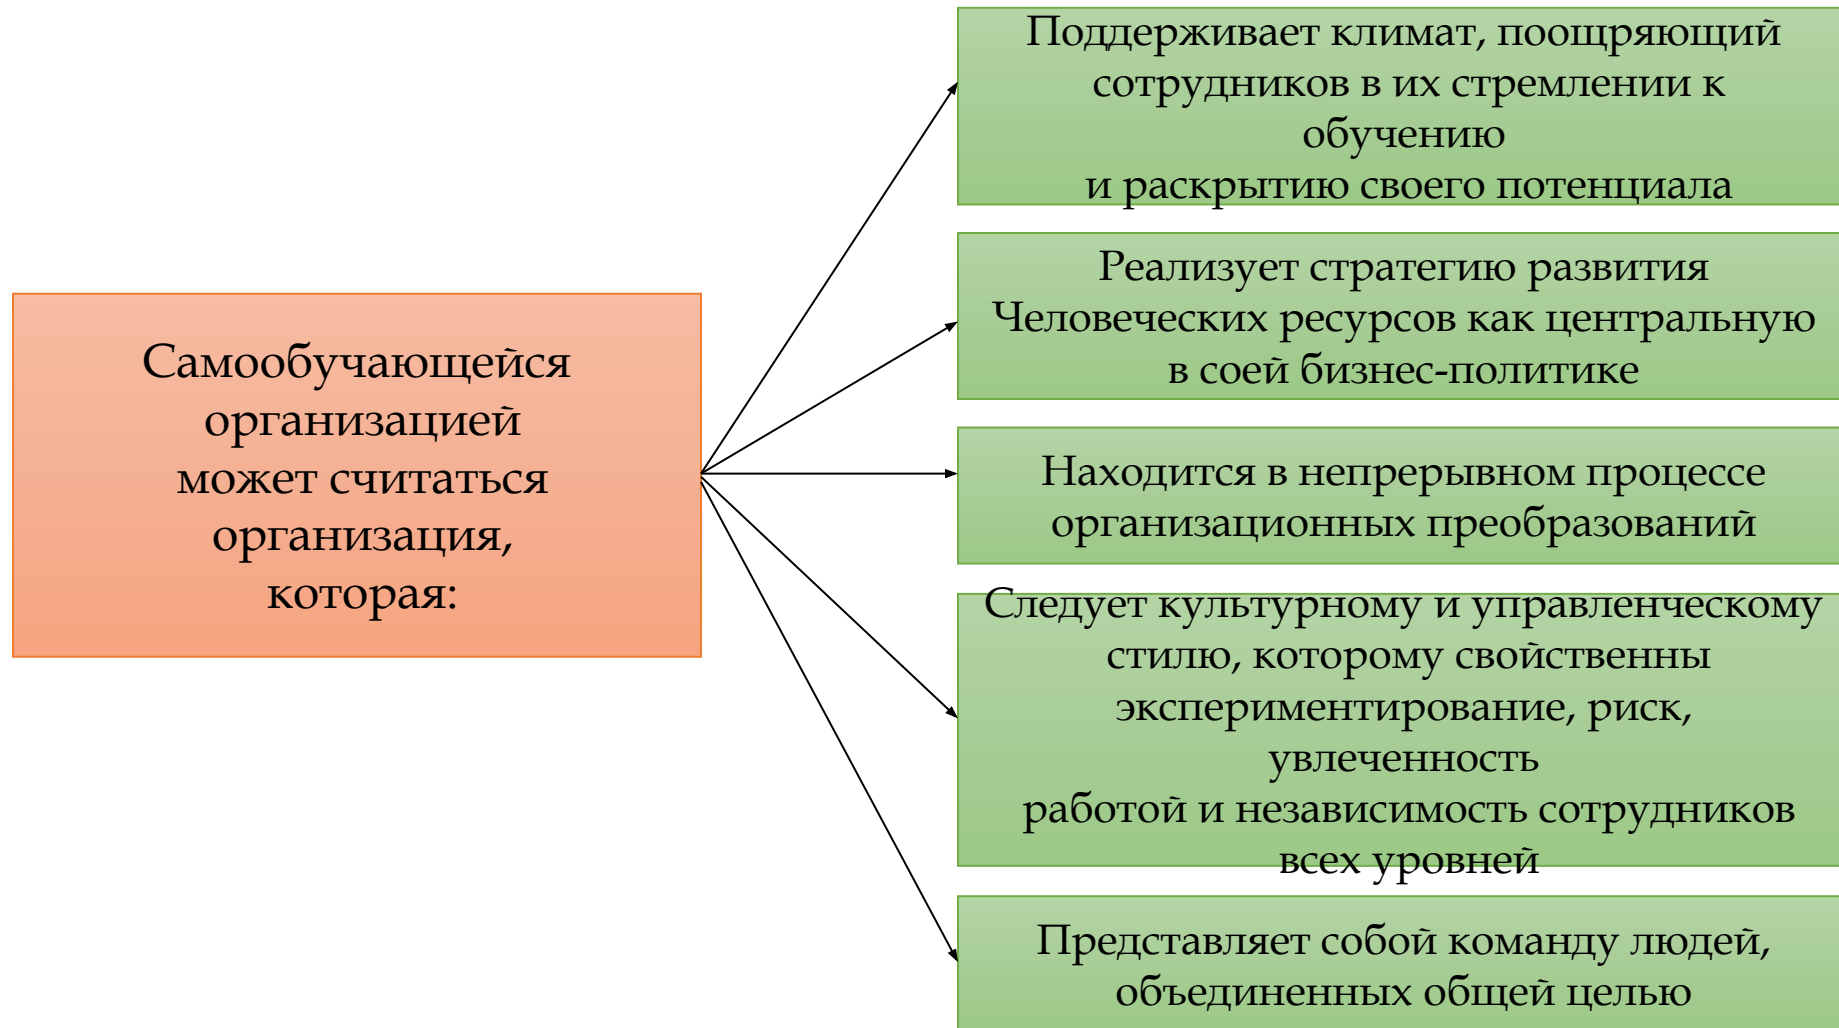 Самообучающейся
организацией
может считаться
организация,
которая:
Поддерживает климат, поощряющий
сотрудников в их стремлении к
обучению
и раскрытию своего потенциала
Реализует стратегию развития
Человеческих ресурсов как центральную
в соей бизнес-политике
Находится в непрерывном процессе
организационных преобразований
Следует культурному и управленческому
стилю, которому свойственны
экспериментирование, риск,
увлеченность
работой и независимость сотрудников
всех уровней
Представляет собой команду людей,
объединенных общей целью